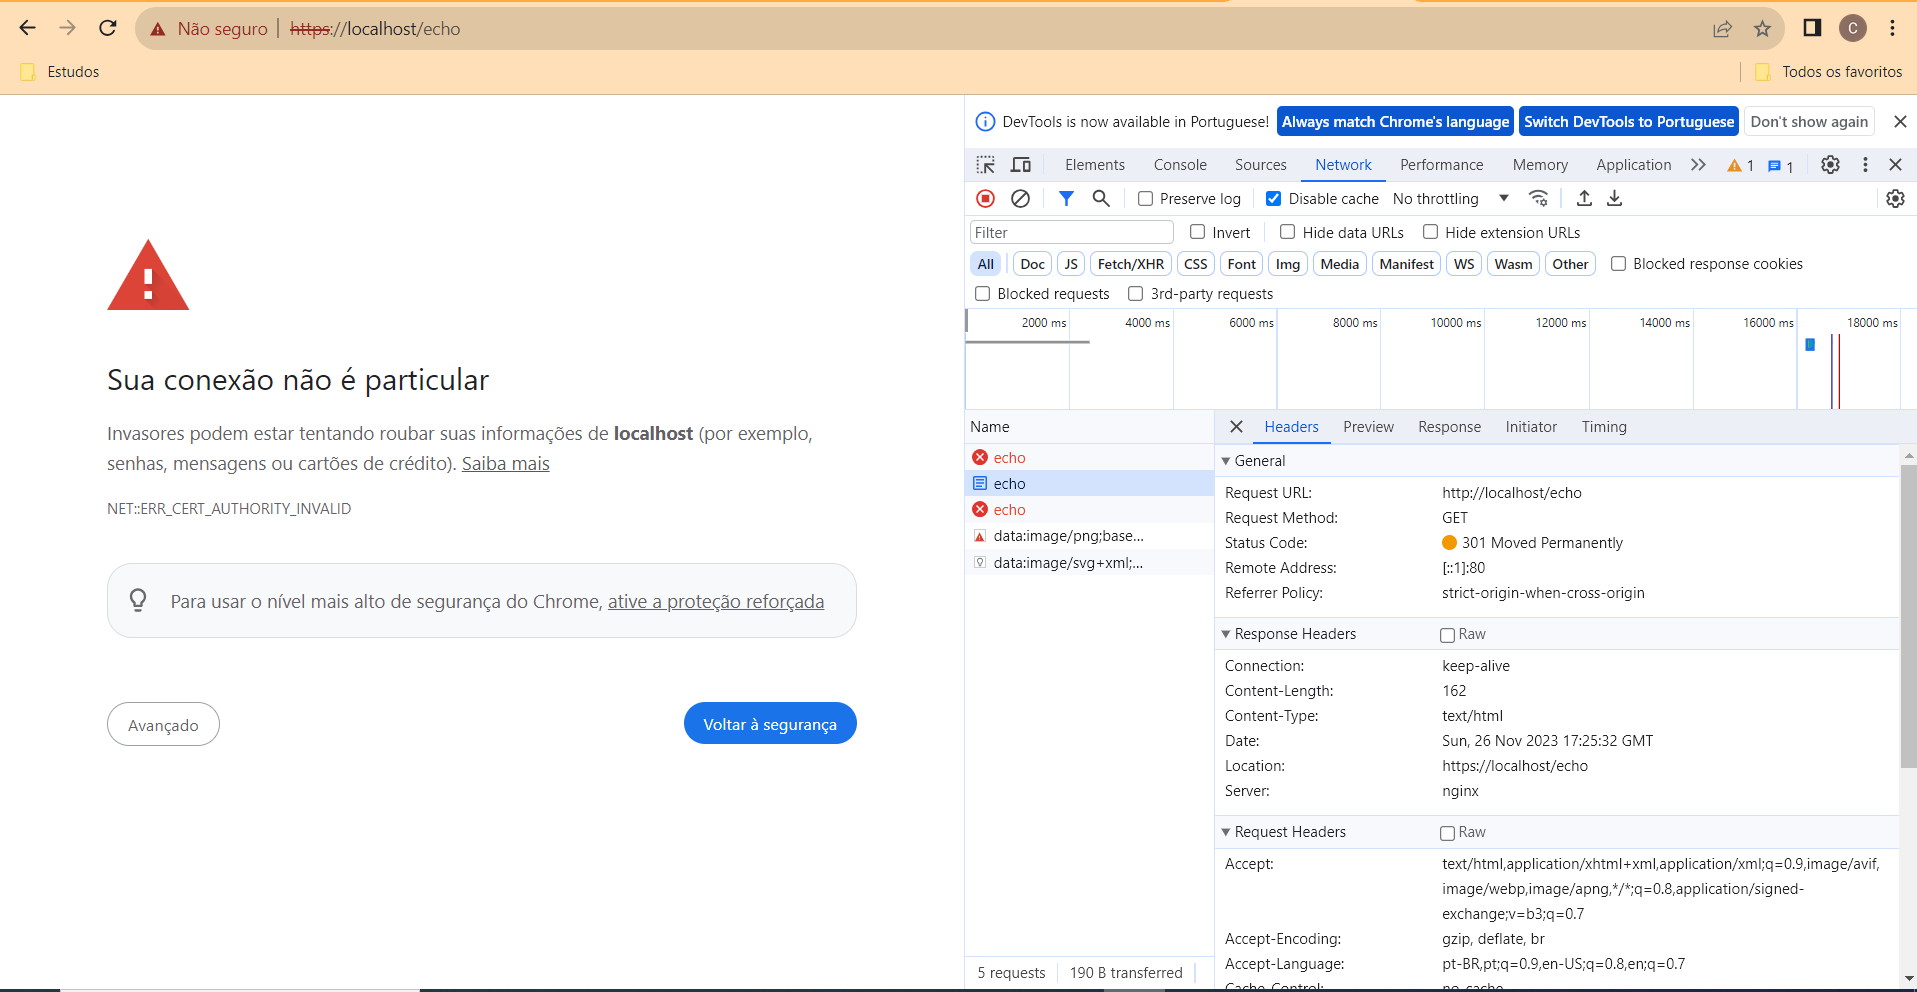 Não seguro | https://localhost/echo
C
Estudos
Todos os favoritos
Sua conexão não é particular
Invasores podem estar tentando roubar suas informações de localhost (por exemplo,
senhas, mensagens ou cartões de crédito). Saiba mais
NET::ERR_CERT_AUTHORITY_INVALID
Para usar o nível mais alto de segurança do Chrome, ative a proteção reforçada
Avançado
Voltar à segurança
DevTools is now available in Portuguese! Always match Chrome's language Switch DevTools to Portuguese Don't show again
Elements Console Sources Network Performance Memory Application 1 1
Preserve log Disable cache No throttling
Filter Invert Hide data URLs Hide extension URLs
All Doc JS Fetch/XHR CSS Font Img Media Manifest WS Wasm Other Blocked response cookies
Blocked requests 3rd-party requests
2000 ms 4000 ms 6000 ms 8000 ms 10000 ms 12000 ms 14000 ms 16000 ms 18000 ms
Name
echo
echo
echo
data:image/png;base...
data:image/svg+xml;...
5 requests 190 B transferred
Headers Preview Response Initiator Timing
General
Request URL: http://localhost/echo
Request Method: GET
Status Code: 301 Moved Permanently
Remote Address: [::1]:80
Referrer Policy: strict-origin-when-cross-origin
Response Headers Raw
Connection: keep-alive
Content-Length: 162
Content-Type: text/html
Date: Sun, 26 Nov 2023 17:25:32 GMT
Location: https://localhost/echo
Server: nginx
Request Headers Raw
Accept: text/html,application/xhtml+xml,application/xml;q=0.9,image/avif,
image/webp,image/apng,*/*;q=0.8,application/signed-
exchange;v=b3;q=0.7
Accept-Encoding: gzip, deflate, br
Accept-Language: pt-BR,pt;q=0.9,en-US;q=0.8,en;q=0.7
Cache-Control: no-cache